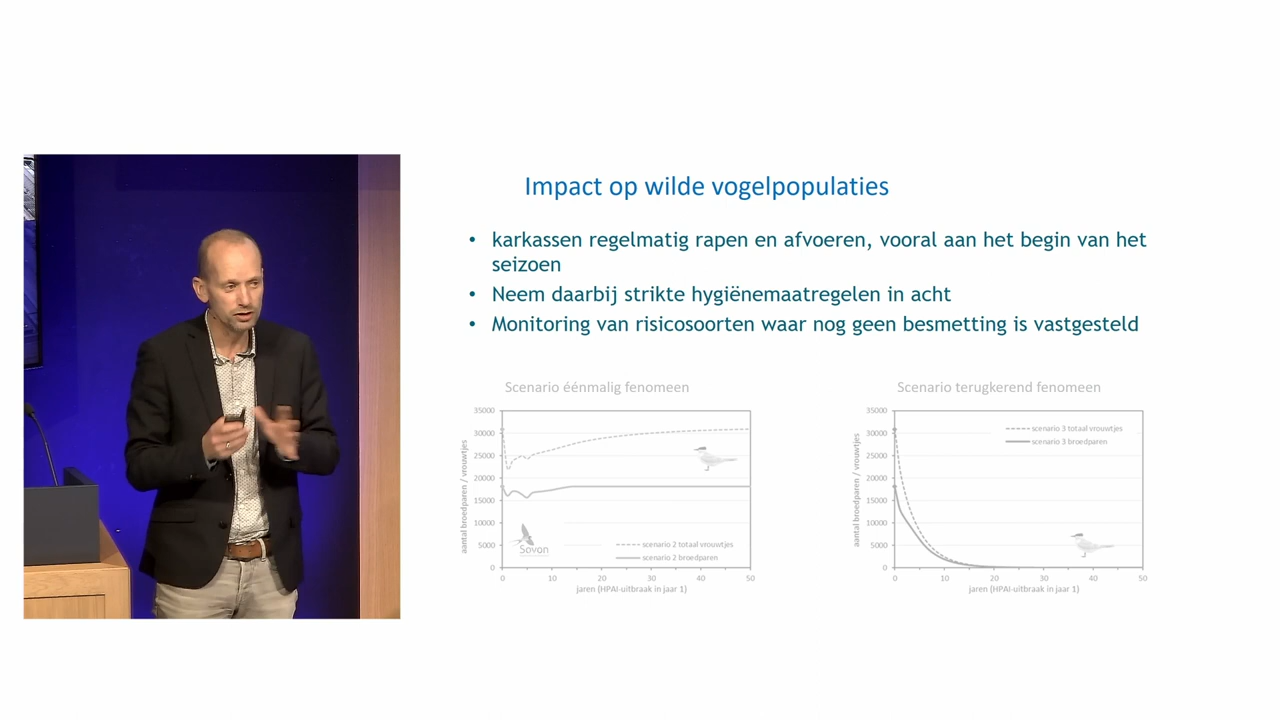 Impact op wilde vogelpopulaties
• karkassen regelmatig rapen en afvoeren, vooral aan het begin van het
seizoen
• Neem daarbij strikte hygiënemaatregelen in acht
• Monitoring van risicosoorten waar nog geen besmetting is vastgesteld
Scenario éénmalig fenomeen
aantal broedparen / vrouwtjes
35000
30000
25000
20000
15000
10000
5000
0
Sovon
scenario 2 totaal vrouwtjes
scenario 2 broedparen
0 10 20 30 40 50
jaren (HPAI-uitbraak in jaar 1)
Scenario terugkerend fenomeen
aantal broedparen / vrouwtjes
35000
30000
25000
20000
15000
10000
5000
0
scenario 3 totaal vrouwtjes
scenario 3 broedparen
0 10 20 30 40 50
jaren (HPAI-uitbraak in jaar 1)